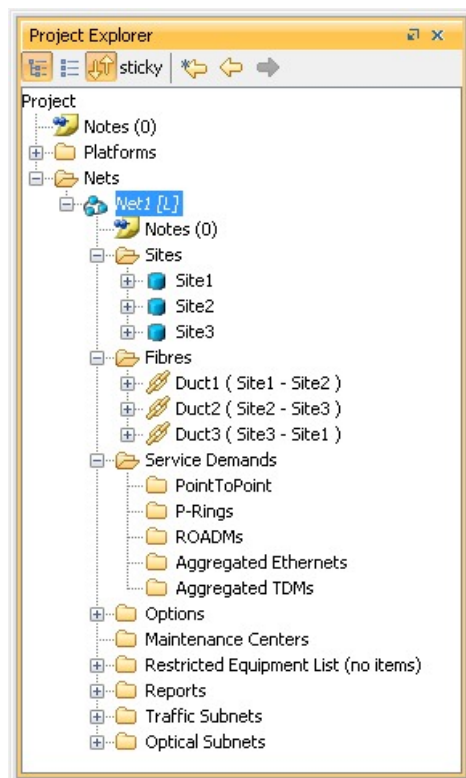 Project Explorer
sticky
Project
Notes (0)
Platforms
Nets
Net1 [L]
Notes (0)
Sites
Site1
Site2
Site3
Fibres
Duct1 ( Site1 - Site2 )
Duct2 ( Site2 - Site3 )
Duct3 ( Site3 - Site1 )
Service Demands
PointToPoint
P-Rings
ROADMs
Aggregated Ethernets
Aggregated TDMs
Options
Maintenance Centers
Restricted Equipment List (no items)
Reports
Traffic Subnets
Optical Subnets